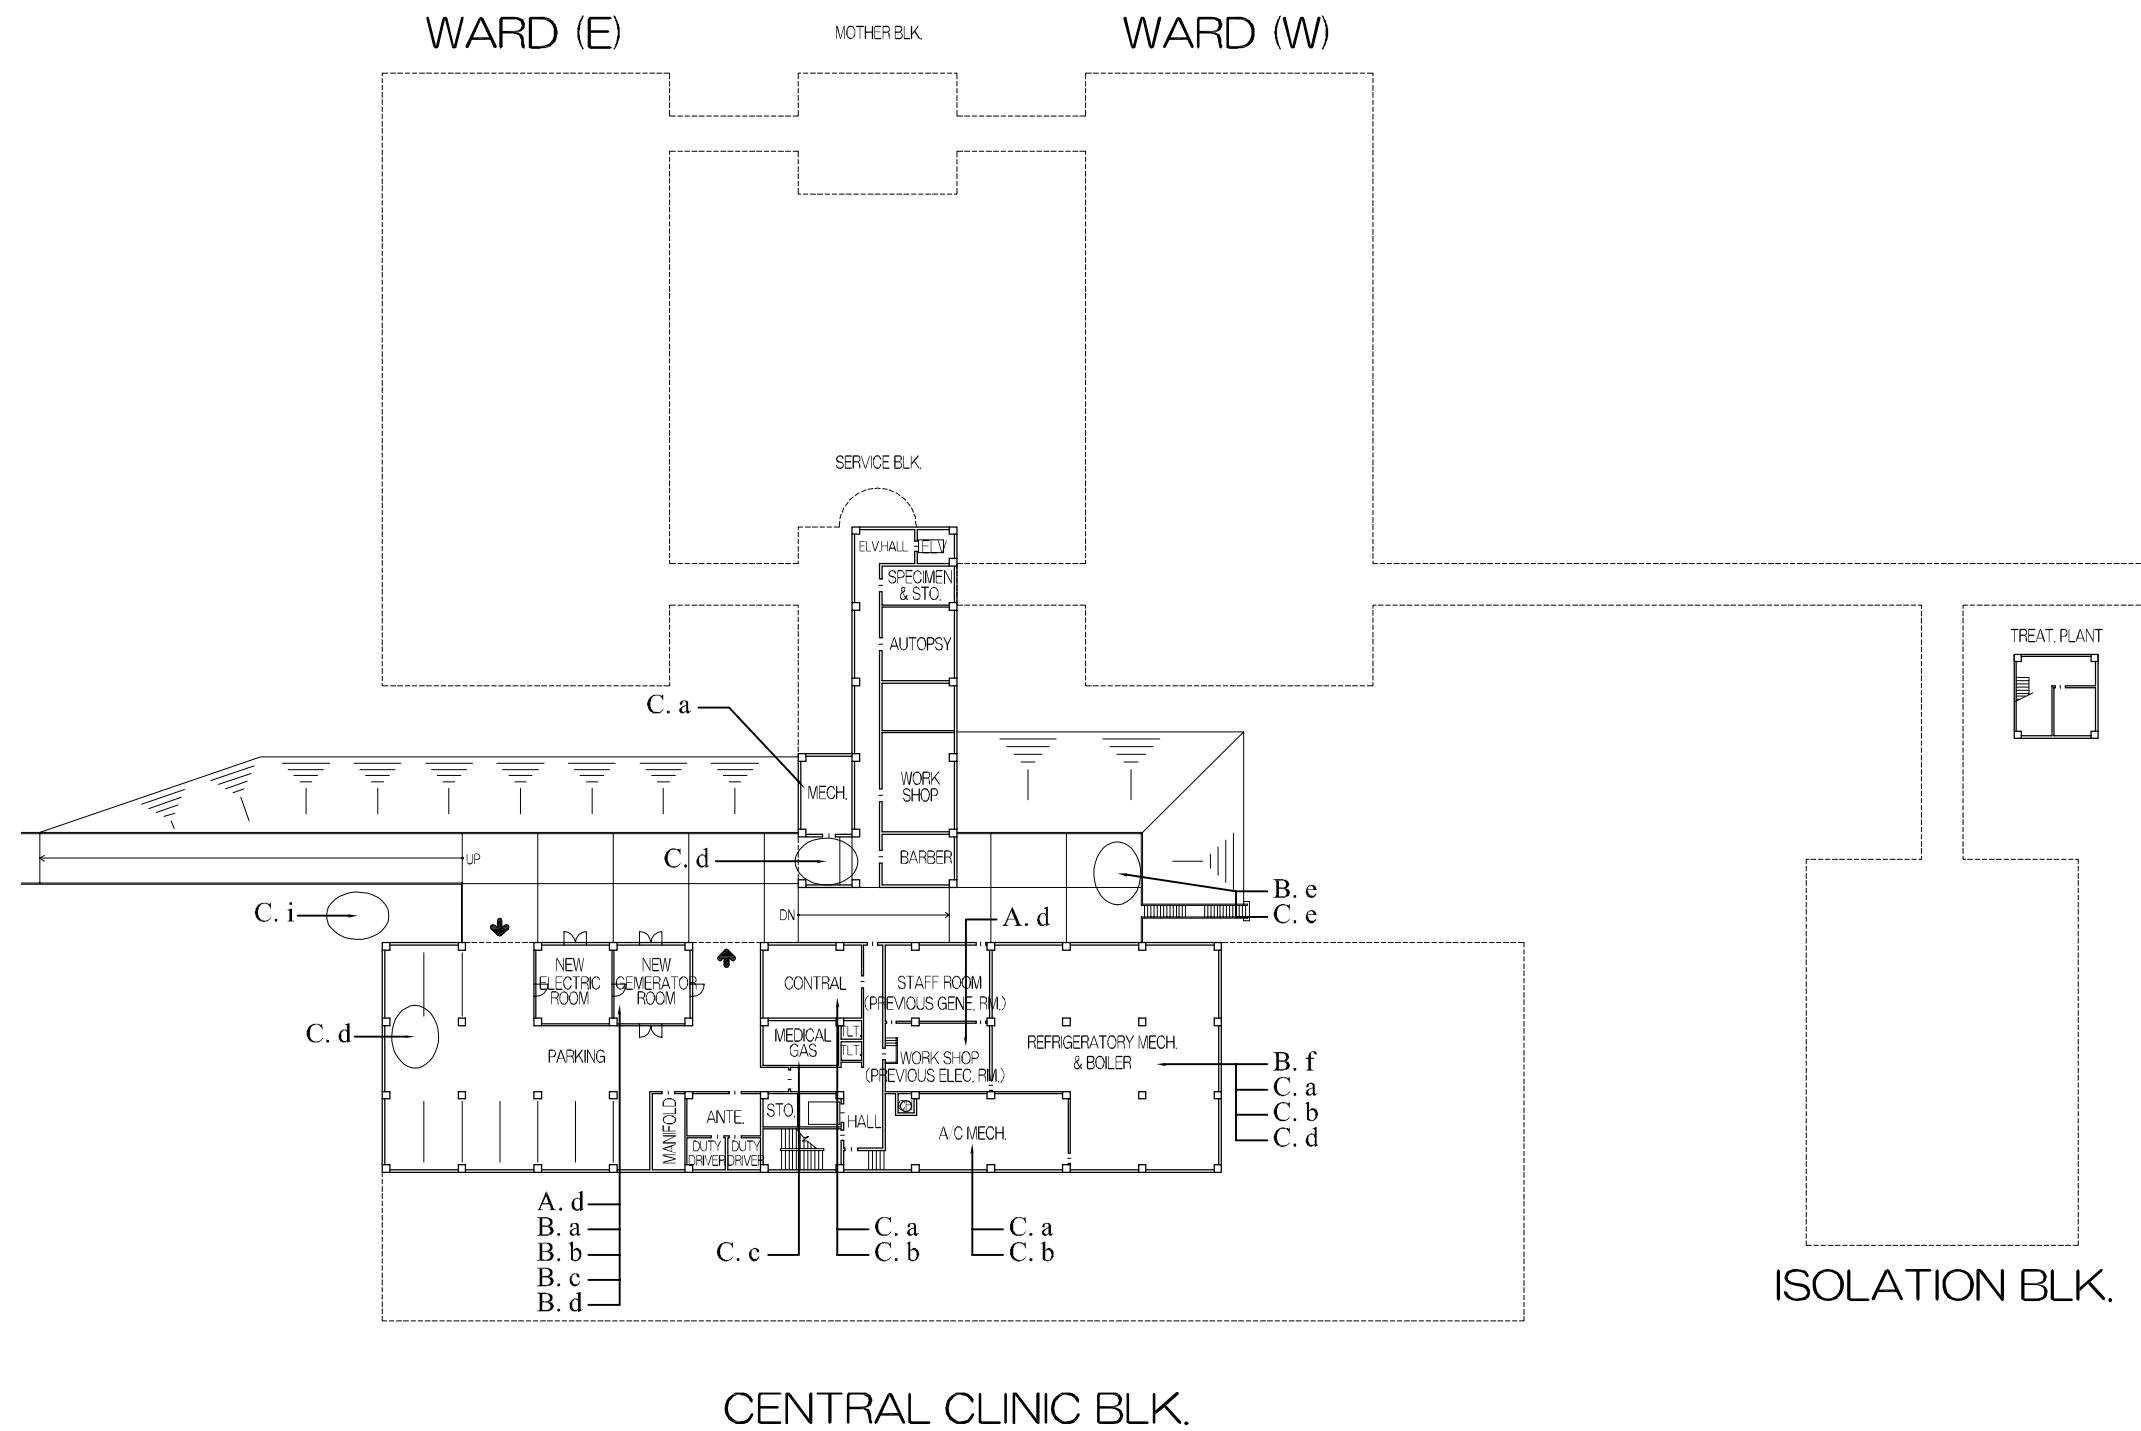 WARD (E)
MOTHER BLK.
WARD (W)
SERVICE BLK.
ELV.HALL
ELV
SPECIMEN
& STO.
AUTOPSY
TREAT. PLANT
C. a
MECH.
WORK
SHOP
UP
C. d
BARBER
C. i
DN
A. d
B. e
C. e
NEW
ELECTRIC
ROOM
NEW
GEMERATOR
ROOM
CONTRAL
STAFF ROOM
(PREVIOUS GENE. RM.)
C. d
PARKING
MEDICAL
GAS
TLT.
TLT.
WORK SHOP
(PREVIOUS ELEC. RM.)
REFRIGERATORY MECH.
& BOILER
B. f
C. a
C. b
C. d
MANIFOLD
ANTE.
STO.
HALL
A/C MECH.
DUTY
DRIVER
DUTY
DRIVER
A. d
B. a
B. b
B. c
B. d
C. c
C. a
C. b
C. a
C. b
ISOLATION BLK.
CENTRAL CLINIC BLK.